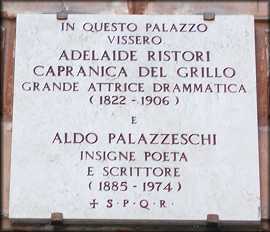 IN QUESTO PALAZZO
VISSERO
ADELAIDE RISTORI
CAPRANICA DEL GRILLO
GRANDE ATTRICE DRAMMATICA
(1822 - 1906)
E
ALDO PALAZZESCHI
INSIGNE POETA
E SCRITTORE
(1885 - 1974)
✝ S · P · Q · R ·